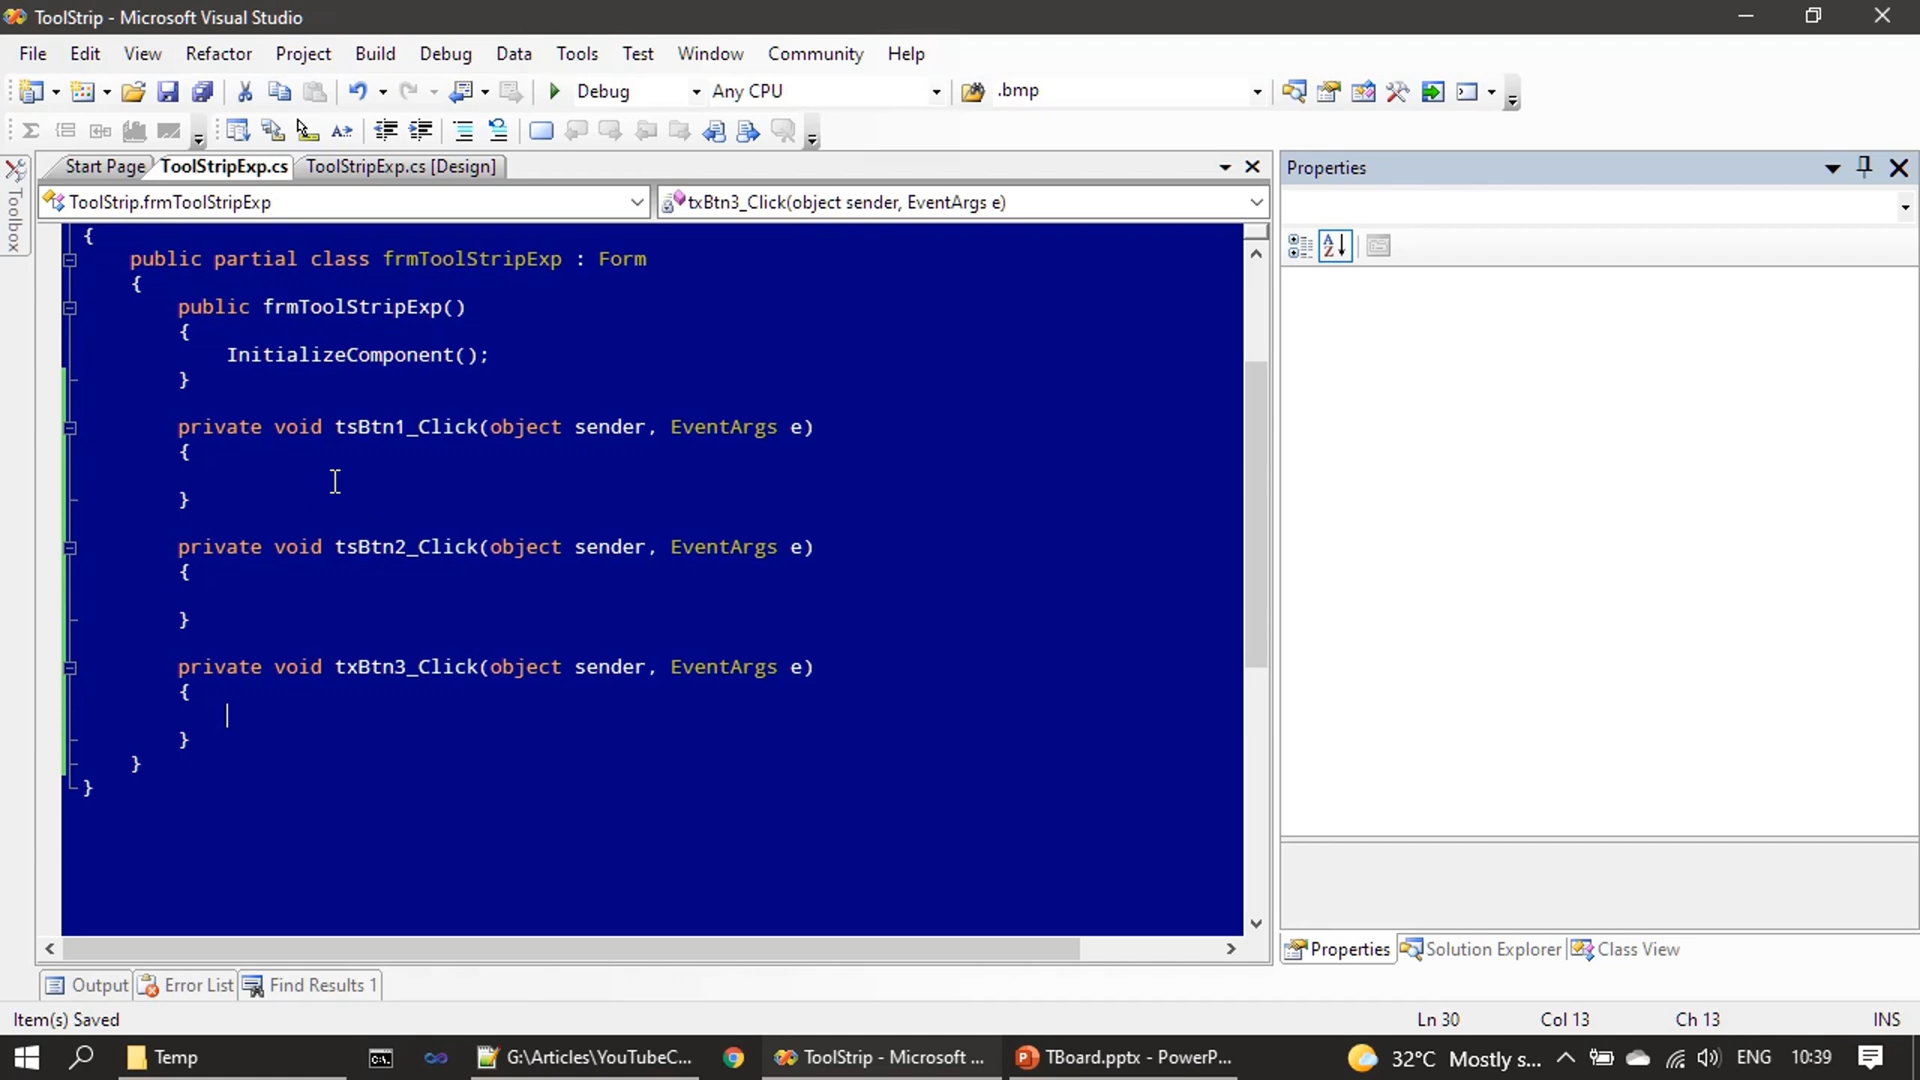 ToolStrip - Microsoft Visual Studio
File Edit View Refactor Project Build Debug Data Tools Test Window Community Help
Debug Any CPU .bmp
Start Page ToolStripExp.cs ToolStripExp.cs [Design]
Properties
Toolbox
ToolStrip.frmToolStripExp txBtn3_Click(object sender, EventArgs e)
{
public partial class frmToolStripExp : Form
{
public frmToolStripExp()
{
InitializeComponent();
}
private void tsBtn1_Click(object sender, EventArgs e)
{
}
private void tsBtn2_Click(object sender, EventArgs e)
{
}
private void txBtn3_Click(object sender, EventArgs e)
{
}
}
}
Properties Solution Explorer Class View
Output Error List Find Results 1
Item(s) Saved Ln 30 Col 13 Ch 13 INS
Temp G:\Articles\YouTubeC... ToolStrip - Microsoft ... TBoard.pptx - PowerP... 32°C Mostly s... ENG 10:39